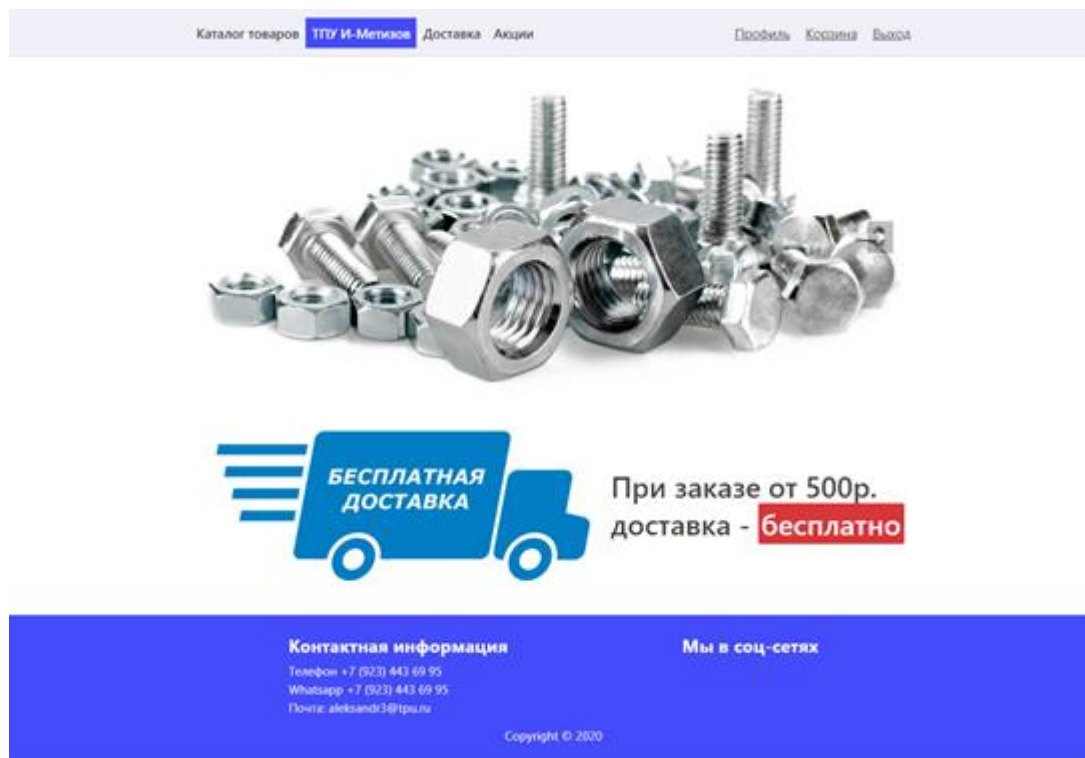 Каталог товаров ТПУ И-Метизов Доставка Акции Профиль Корзина Выход
БЕСПЛАТНАЯ
ДОСТАВКА
При заказе от 500р.
доставка - бесплатно
Контактная информация
Телефон +7 (923) 443 69 95
Whatsapp +7 (923) 443 69 95
Почта: aleksandr3@tpu.ru
Мы в соц-сетях
Copyright © 2020